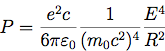 P = \frac{e^2 c}{6\pi\varepsilon_0} \frac{1}{(m_0 c^2)^4} \frac{E^4}{R^2}